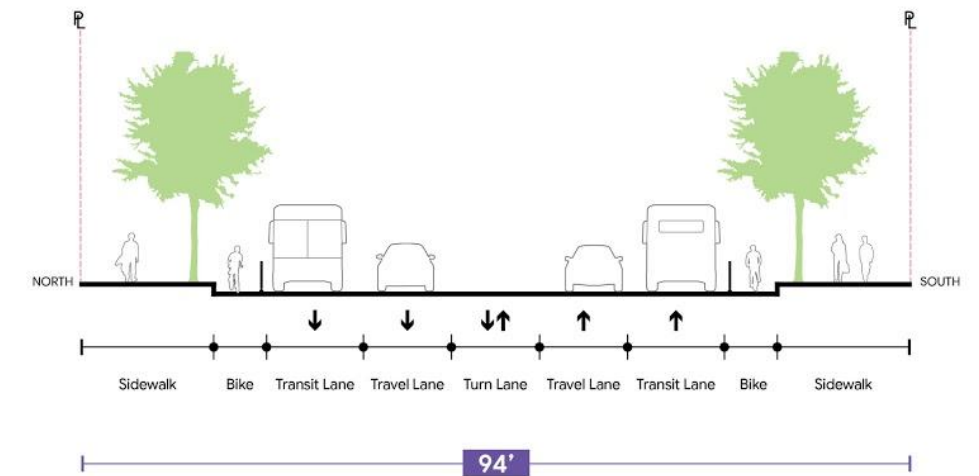 PL PL
NORTH SOUTH
Sidewalk Bike Transit Lane Travel Lane Turn Lane Travel Lane Transit Lane Bike Sidewalk
94’